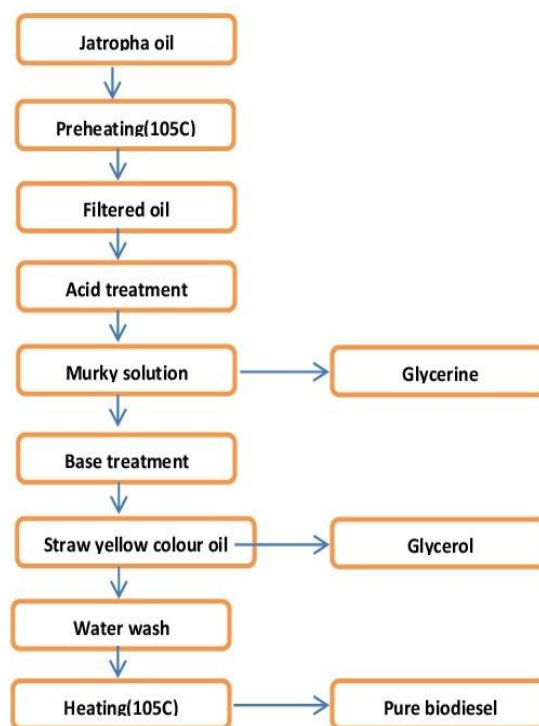 Jatropha oil
Preheating(105C)
Filtered oil
Acid treatment
Murky solution
Glycerine
Base treatment
Straw yellow colour oil
Glycerol
Water wash
Heating(105C)
Pure biodiesel